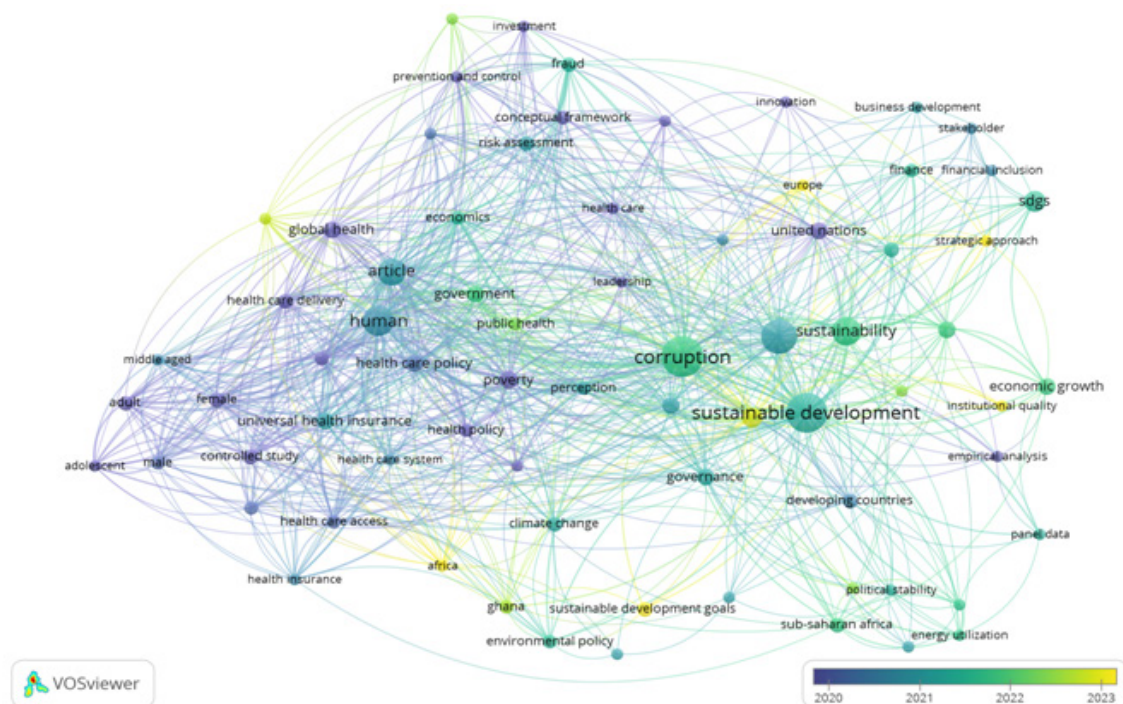 investment
fraud
prevention and control
innovation
business development
conceptual framework
stakeholder
risk assessment
finance
financial inclusion
europe
sdgs
health care
economics
global health
united nations
strategic approach
article
leadership
government
health care delivery
human
public health
sustainability
corruption
middle aged
health care policy
poverty
perception
economic growth
adult
female
institutional quality
universal health insurance
sustainable development
health policy
adolescent
male
controlled study
health care system
empirical analysis
governance
developing countries
health care access
climate change
panel data
africa
health insurance
political stability
ghana
sustainable development goals
sub-saharan africa
energy utilization
environmental policy
VOSviewer
2020
2021
2022
2023